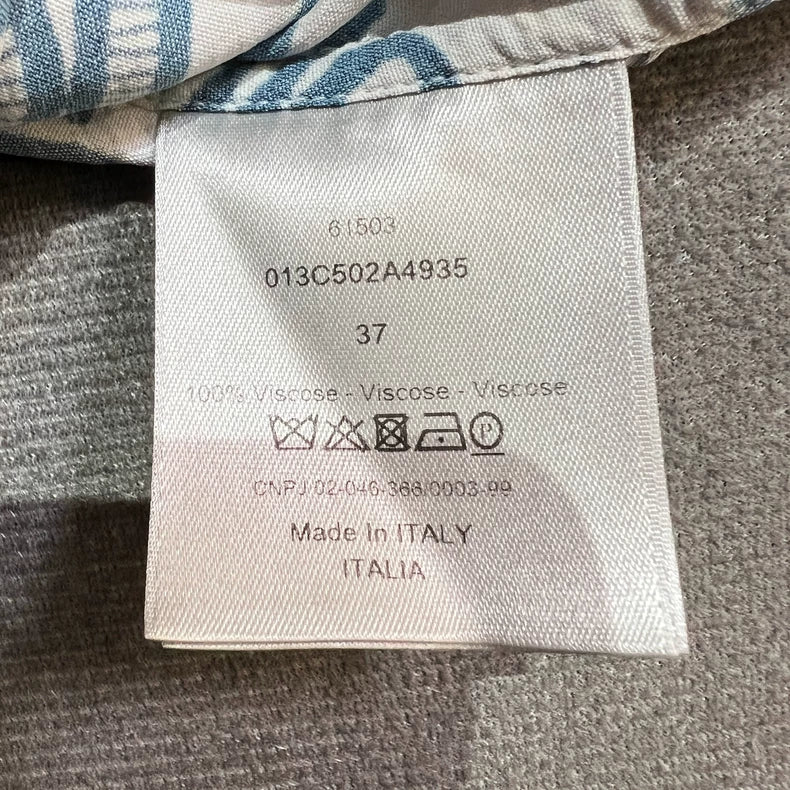 61503
013C502A4935
37
100% Viscose - Viscose - Viscose
P
CNPJ 02-046-366/0003-99
Made In ITALY
ITALIA